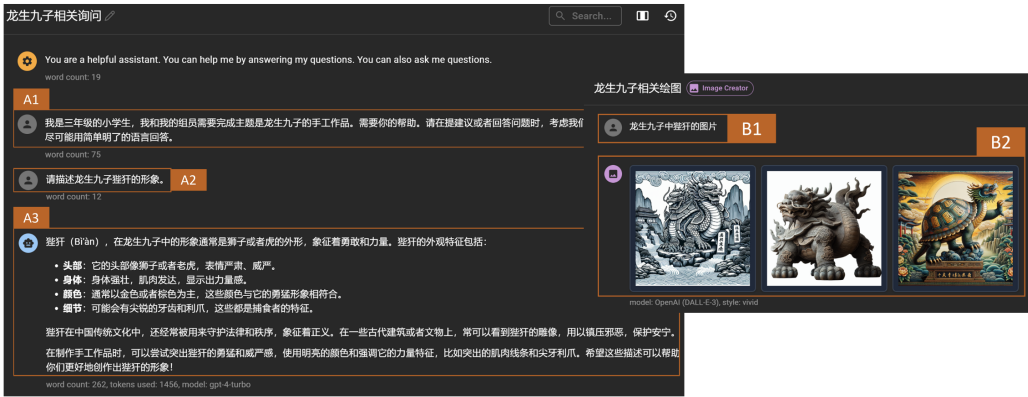 龙生九子相关询问
Search...
You are a helpful assistant. You can help me by answering my questions. You can also ask me questions.
word count: 19
A1
我是三年级的小学生，我和我的组员需要完成主题是龙生九子的手工作品。需要你的帮助。请在提建议或者回答问题时，考虑我们
尽可能用简单明了的语言回答。
word count: 75
请描述龙生九子狴犴的形象。
A2
word count: 12
A3
狴犴（Bì'àn），在龙生九子中的形象通常是狮子或者虎的外形，象征着勇敢和力量。狴犴的外观特征包括：
• 头部：它的头部像狮子或者老虎，表情严肃、威严。
• 身体：身体强壮，肌肉发达，显示出力量感。
• 颜色：通常以金色或者棕色为主，这些颜色与它的勇猛形象相符合。
• 细节：可能会有尖锐的牙齿和利爪，这些都是捕食者的特征。
狴犴在中国传统文化中，还经常被用来守护法律和秩序，象征着正义。在一些古代建筑或者文物上，常可以看到狴犴的雕像，用以镇压邪恶，保护安宁。
在制作手工作品时，可以尝试突出狴犴的勇猛和威严感，使用明亮的颜色和强调它的力量特征，比如突出的肌肉线条和尖牙利爪。希望这些描述可以帮助
你们更好地创作出狴犴的形象！
word count: 262, tokens used: 1456, model: gpt-4-turbo
龙生九子相关绘图
Image Creator
龙生九子中狴犴的图片
B1
B2
model: OpenAI (DALL-E-3), style: vivid